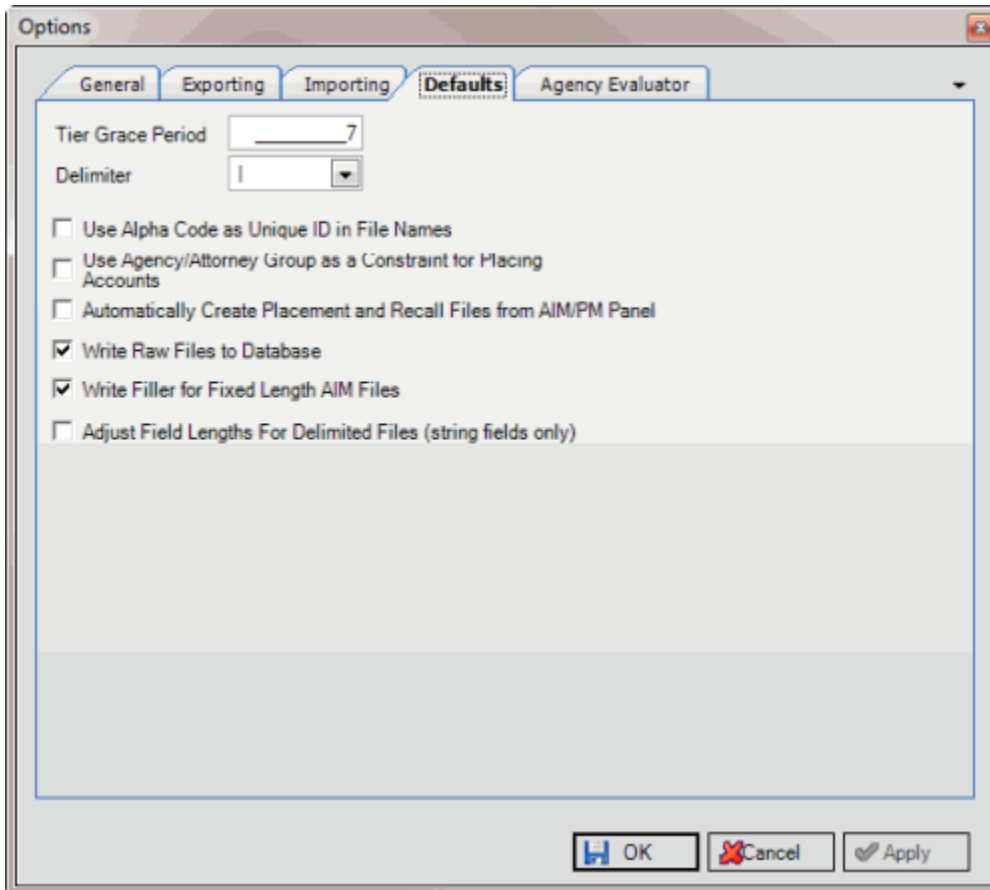 Options
General Exporting Importing Defaults Agency Evaluator
Tier Grace Period _________7
Delimiter |
Use Alpha Code as Unique ID in File Names
Use Agency/Attorney Group as a Constraint for Placing
Accounts
Automatically Create Placement and Recall Files from AIM/PM Panel
Write Raw Files to Database
Write Filler for Fixed Length AIM Files
Adjust Field Lengths For Delimited Files (string fields only)
OK Cancel Apply